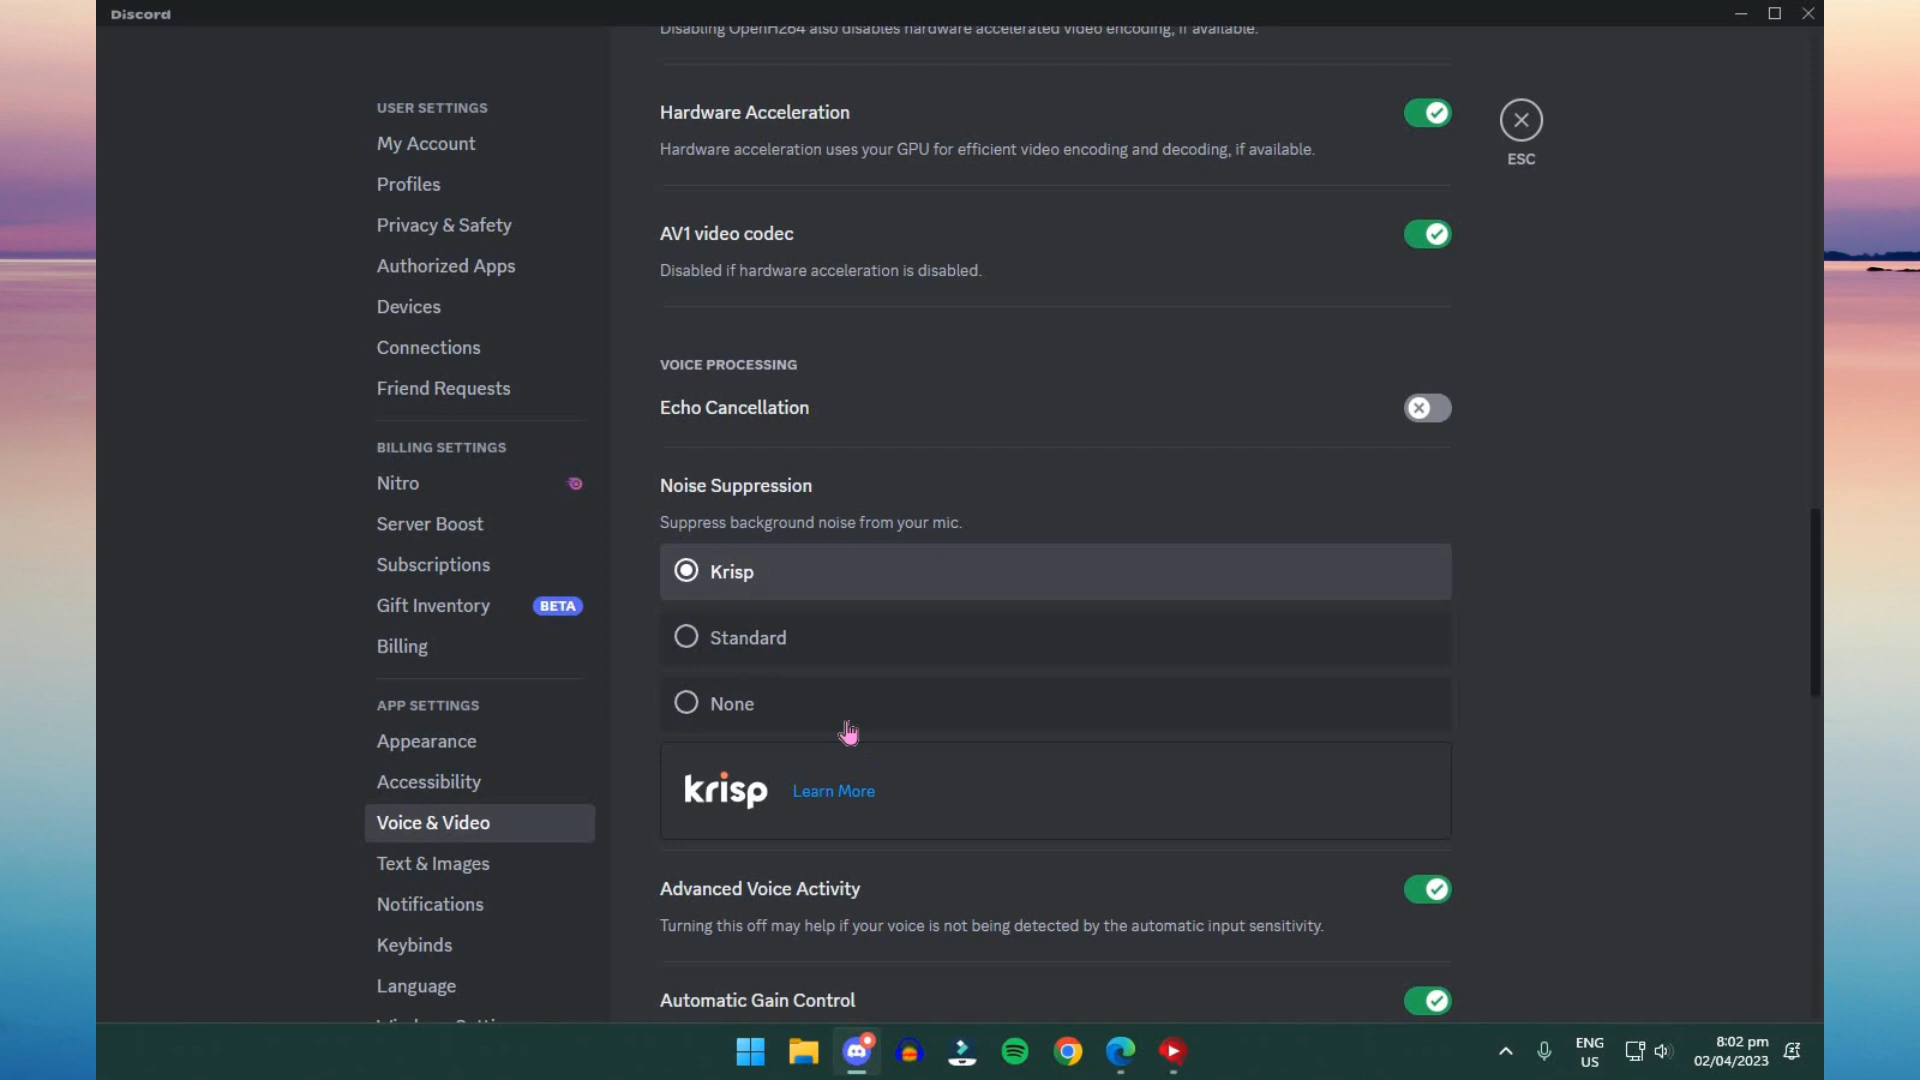 Discord
Disabling OpenH264 also disables hardware accelerated video encoding, if available.
USER SETTINGS
My Account
Profiles
Privacy & Safety
Authorized Apps
Devices
Connections
Friend Requests
BILLING SETTINGS
Nitro
Server Boost
Subscriptions
Gift Inventory BETA
Billing
APP SETTINGS
Appearance
Accessibility
Voice & Video
Text & Images
Notifications
Keybinds
Language
Hardware Acceleration
Hardware acceleration uses your GPU for efficient video encoding and decoding, if available.
ESC
AV1 video codec
Disabled if hardware acceleration is disabled.
VOICE PROCESSING
Echo Cancellation
Noise Suppression
Suppress background noise from your mic.
Krisp
Standard
None
krisp Learn More
Advanced Voice Activity
Turning this off may help if your voice is not being detected by the automatic input sensitivity.
Automatic Gain Control
ENG
US
8:02 pm
02/04/2023